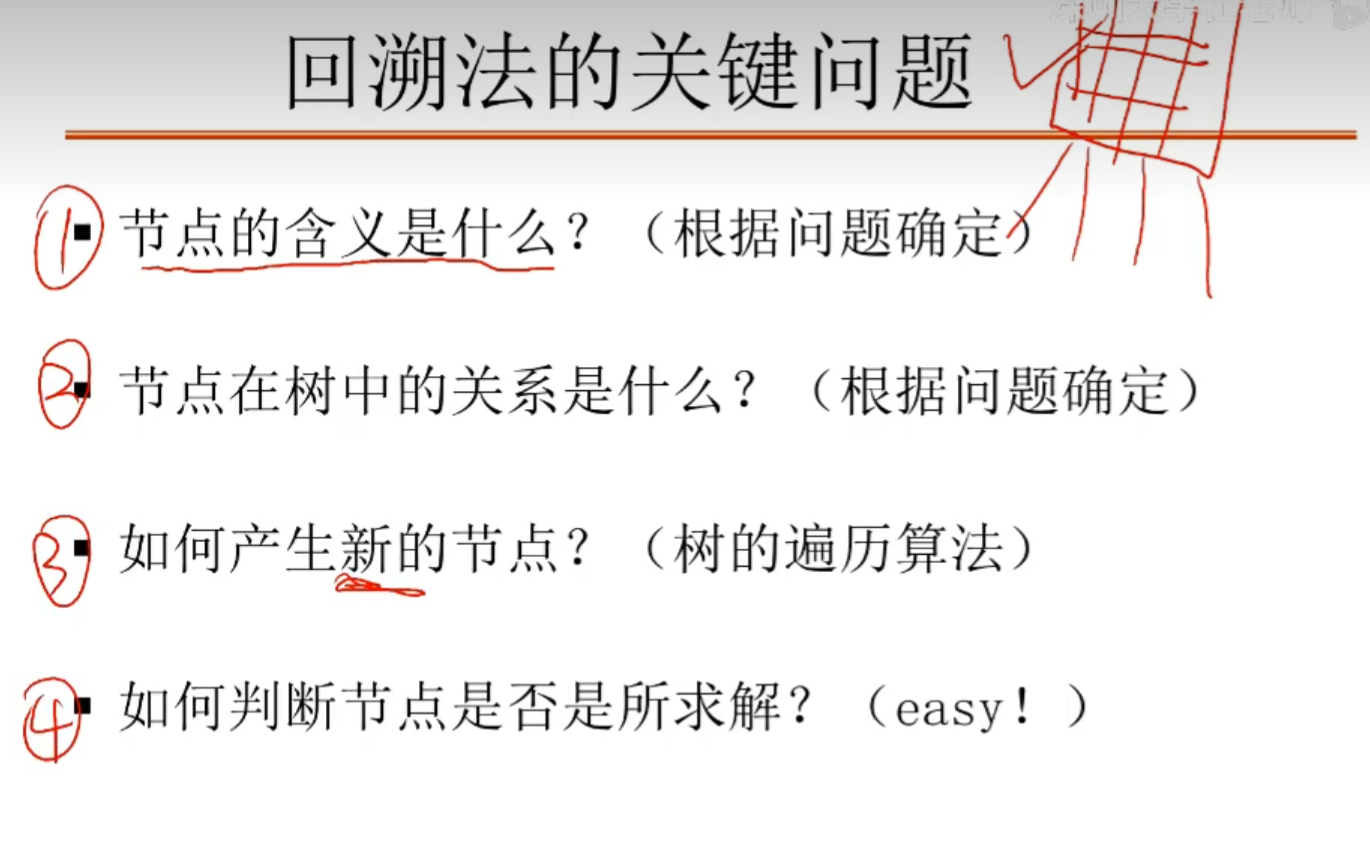 回溯法的关键问题
① ▪ 节点的含义是什么？（根据问题确定）
② ▪ 节点在树中的关系是什么？（根据问题确定）
③ ▪ 如何产生新的节点？（树的遍历算法）
④ ▪ 如何判断节点是否是所求解？（easy！）